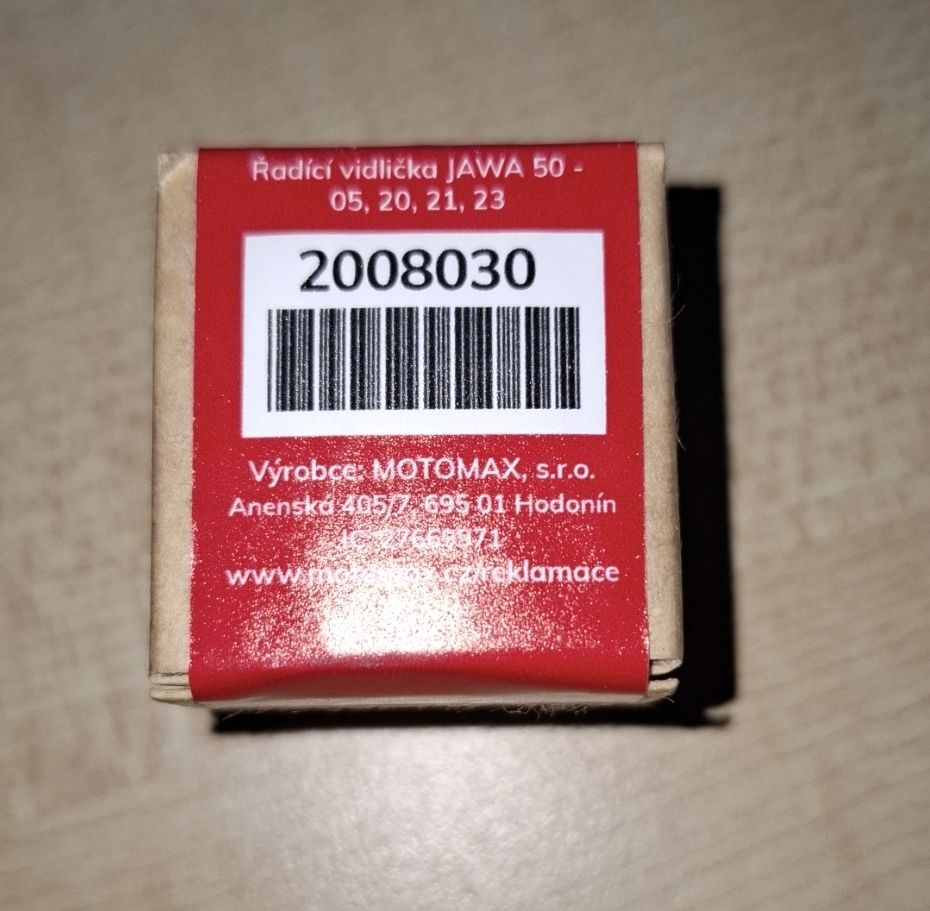 Řadící vidlička JAWA 50 -
05, 20, 21, 23
2008030
Výrobce: MOTOMAX, s.r.o.
Anenská 405/7, 695 01 Hodonín
www.motomax.cz/reklamace